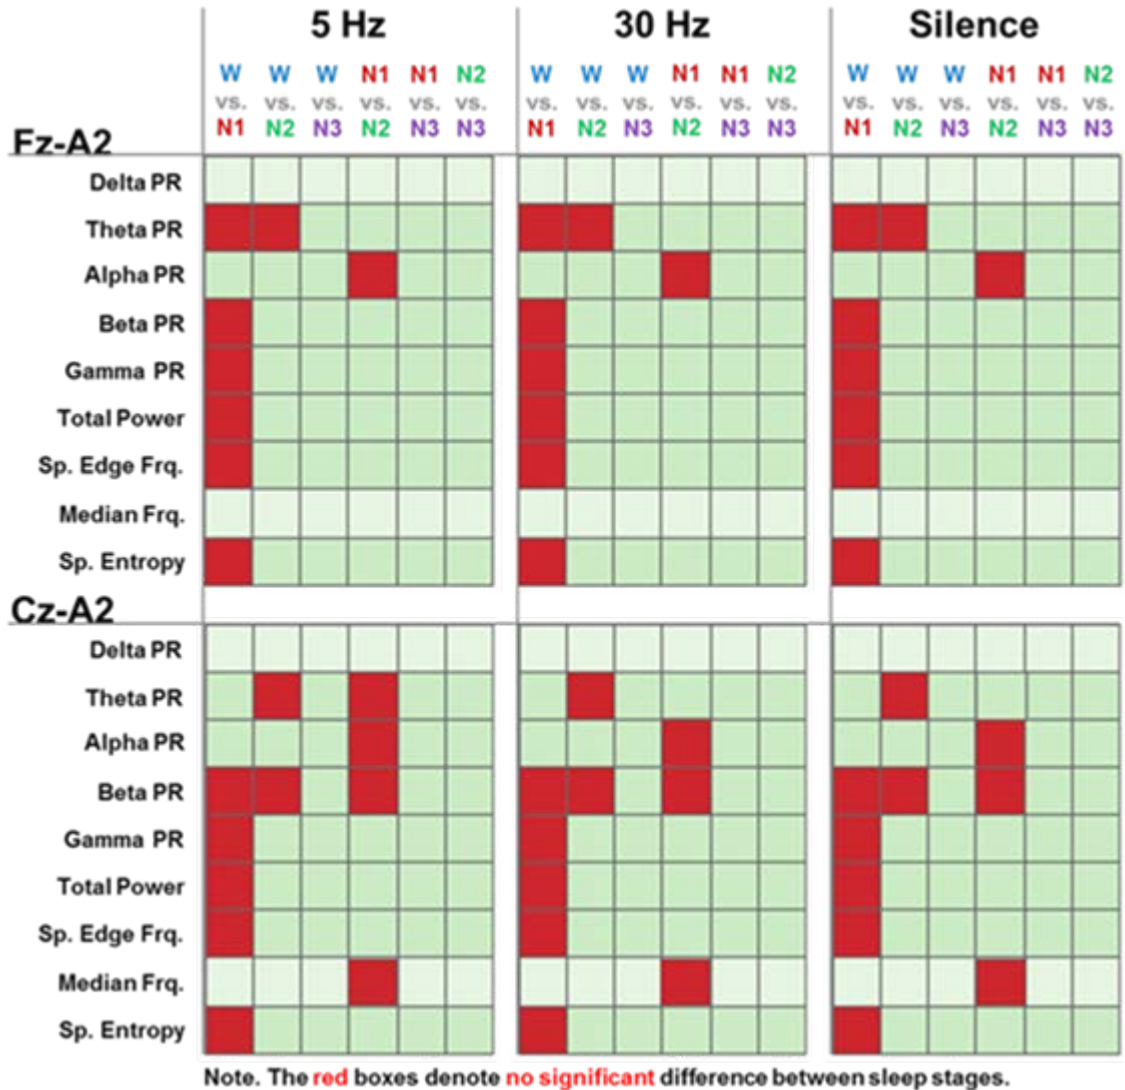 5 Hz 30 Hz Silence
W W W N1 N1 N2 W W W N1 N1 N2 W W W N1 N1 N2
vs. vs. vs. vs. vs. vs. vs. vs. vs. vs. vs. vs. vs. vs. vs. vs. vs. vs.
N1 N2 N3 N2 N3 N3 N1 N2 N3 N2 N3 N3 N1 N2 N3 N2 N3 N3
Fz-A2
Delta PR
Theta PR
Alpha PR
Beta PR
Gamma PR
Total Power
Sp. Edge Frq.
Median Frq.
Sp. Entropy
Cz-A2
Delta PR
Theta PR
Alpha PR
Beta PR
Gamma PR
Total Power
Sp. Edge Frq.
Median Frq.
Sp. Entropy
Note. The red boxes denote no significant difference between sleep stages.